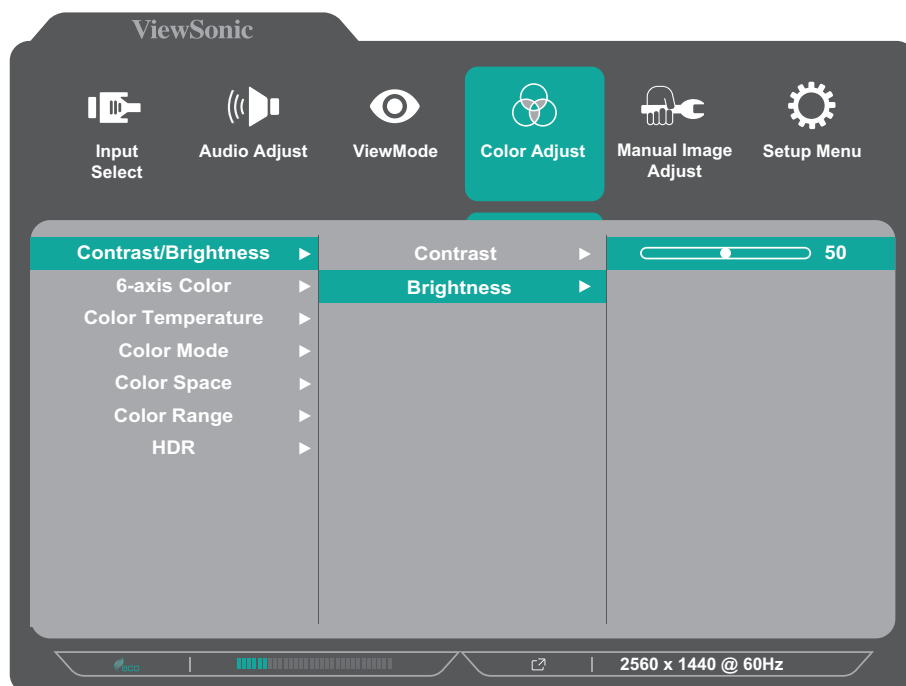 ViewSonic
Input
Select
Audio Adjust
ViewMode
Color Adjust
Manual Image
Adjust
Setup Menu
Contrast/Brightness
Contrast
50
6-axis Color
Brightness
Color Temperature
Color Mode
Color Space
Color Range
HDR
eco
2560 x 1440 @ 60Hz